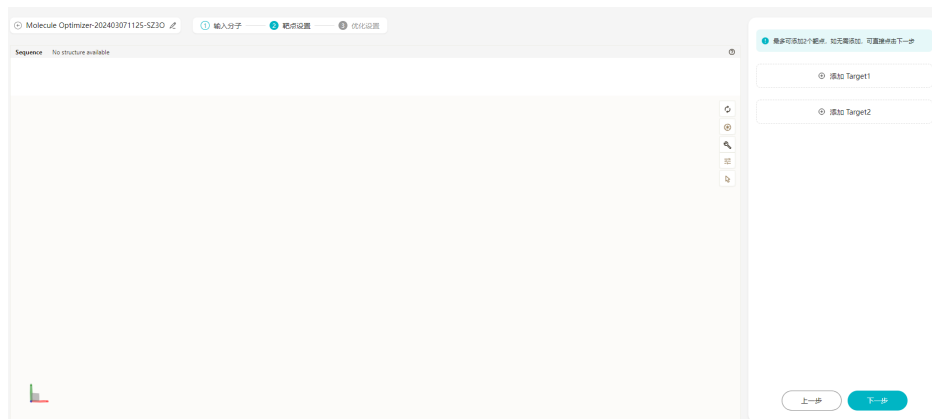 Molecule Optimizer-202403071125-SZ3O
1 输入分子 2 靶点设置 3 优化设置
最多可添加2个靶点，如无需添加，可直接点击下一步
Sequence No structure available
添加 Target1
添加 Target2
上一步 下一步